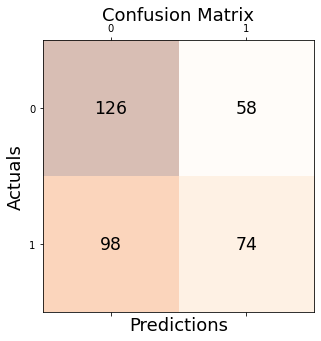 Confusion Matrix
0 1
0 126 58
Actuals
1 98 74
Predictions